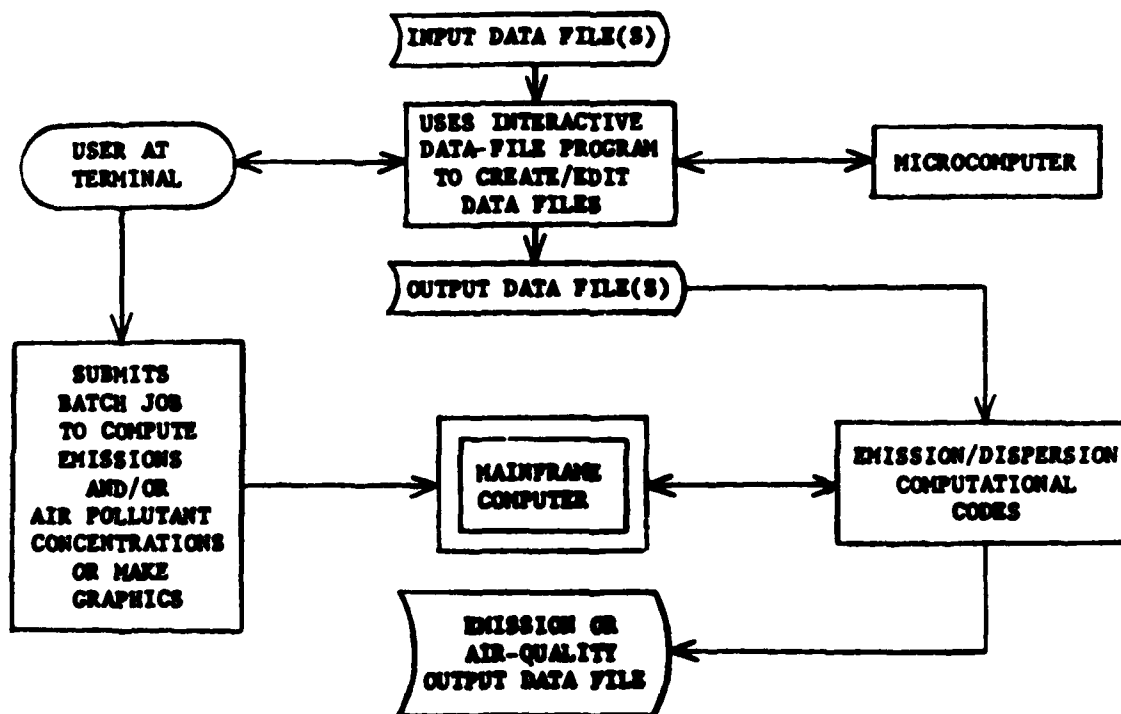 INPUT DATA FILE(S)
USES INTERACTIVE
DATA-FILE PROGRAM
TO CREATE/EDIT
DATA FILES
USER AT
TERMINAL
MICROCOMPUTER
OUTPUT DATA FILE(S)
SUBMITS
BATCH JOB
TO COMPUTE
EMISSIONS
AND/OR
AIR POLLUTANT
CONCENTRATIONS
OR MAKE
GRAPHICS
MAINFRAME
COMPUTER
EMISSION/DISPERSION
COMPUTATIONAL
CODES
EMISSION OR
AIR-QUALITY
OUTPUT DATA FILE